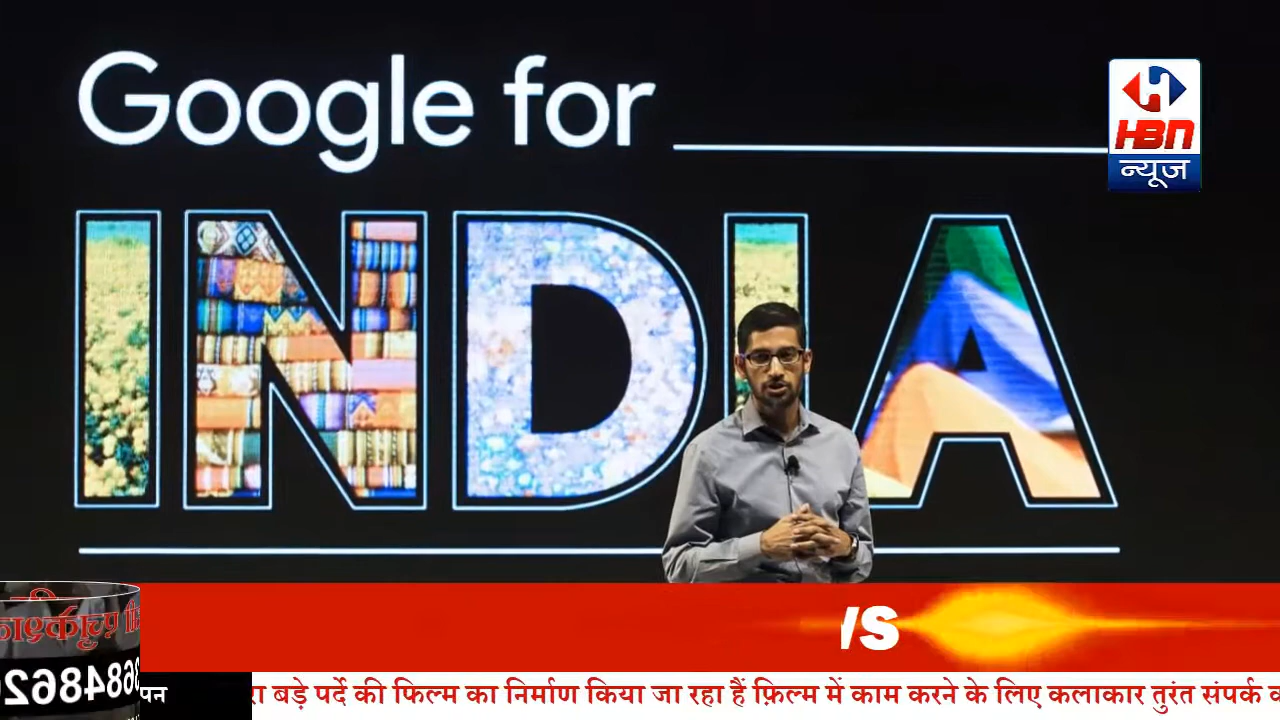 Google for
INDIA
HBN
न्यूज
पन
बड़े पर्दे की फिल्म का निर्माण किया जा रहा हैं फ़िल्म में काम करने के लिए कलाकार तुरंत संपर्क